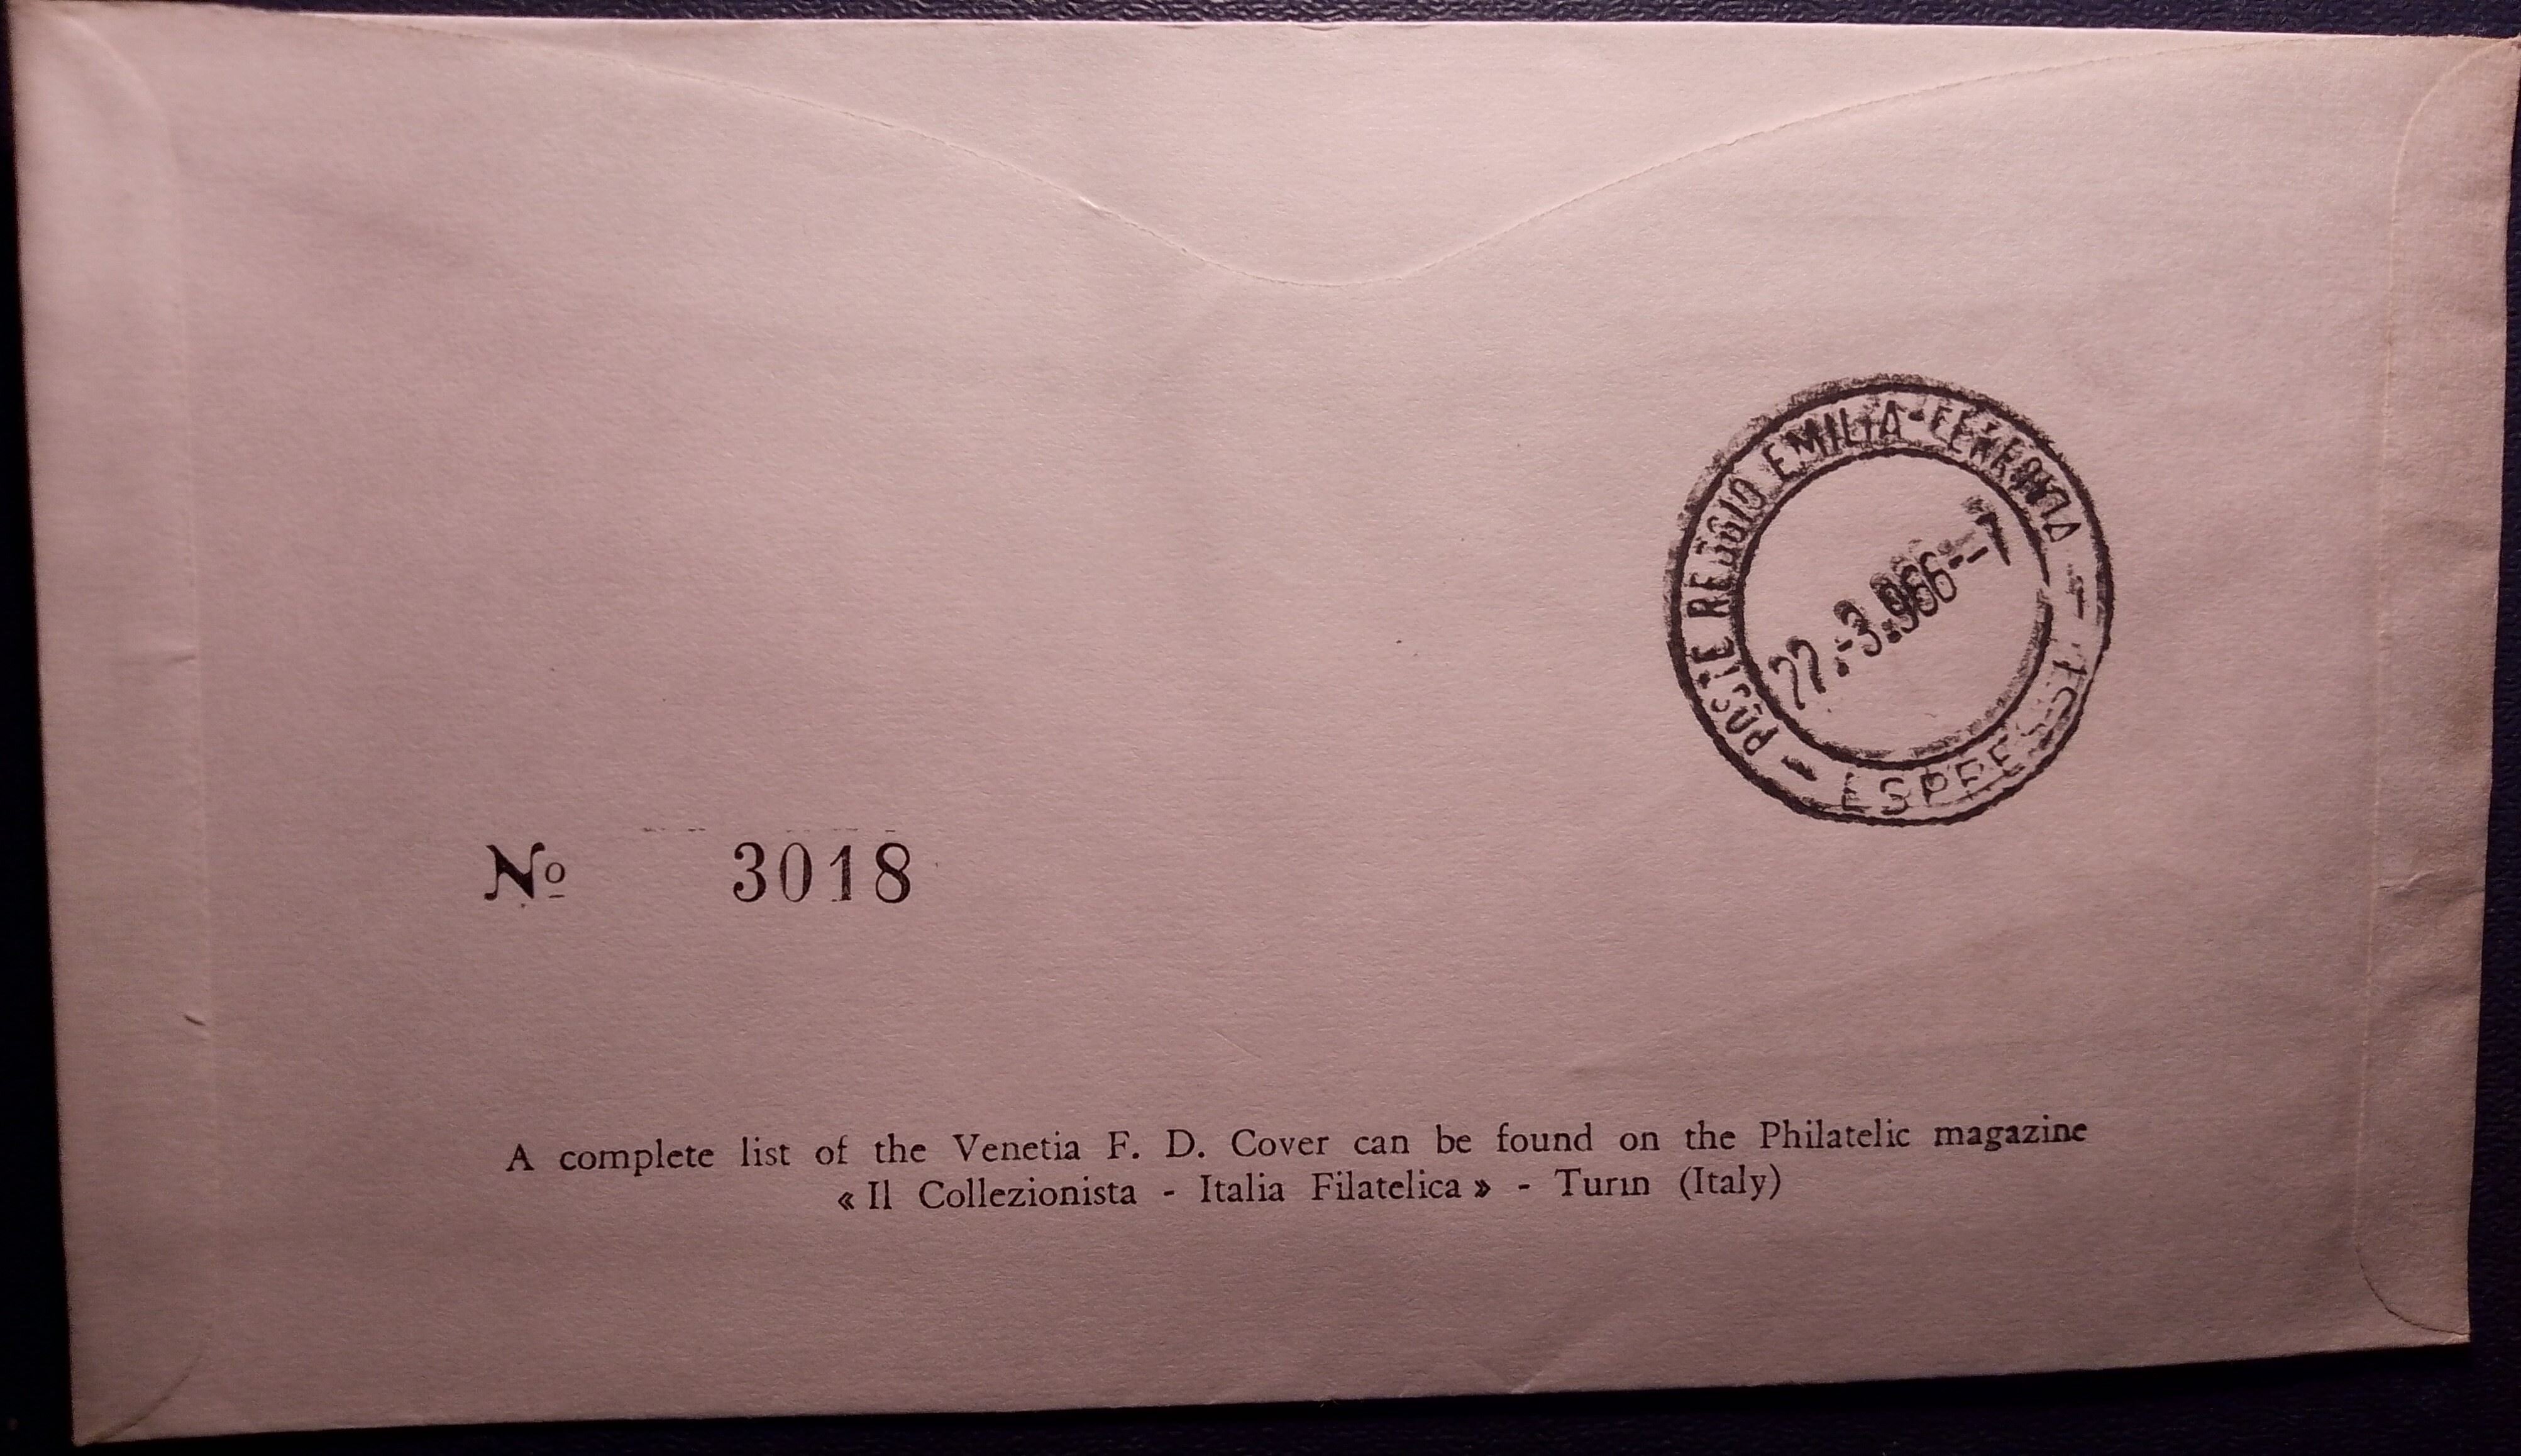 POSTE REGGIO EMILIA-FERROVIA
22.-3.966--7
ESPRESSI
Nº 3018
A complete list of the Venetia F. D. Cover can be found on the Philatelic magazine
« Il Collezionista - Italia Filatelica » - Turin (Italy)